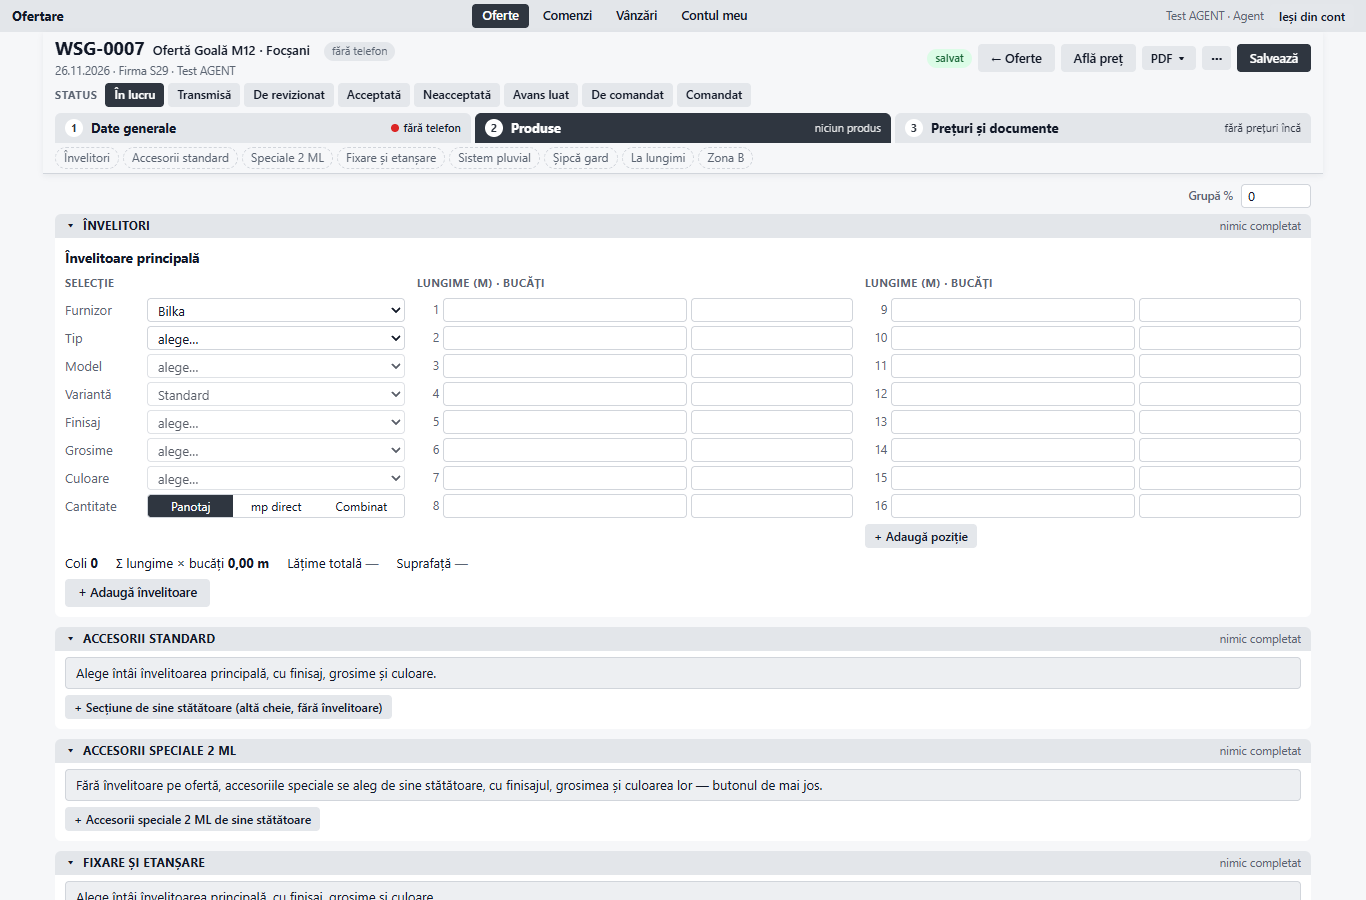 Ofertare
Oferte Comenzi Vânzări Contul meu
Test AGENT · Agent Ieși din cont
WSG-0007 Ofertă Goală M12 · Focșani fără telefon
26.11.2026 · Firma S29 · Test AGENT
salvat ← Oferte Află preț PDF ▾ ··· Salvează
STATUS În lucru Transmisă De revizionat Acceptată Neacceptată Avans luat De comandat Comandat
1 Date generale fără telefon
2 Produse niciun produs
3 Prețuri și documente fără prețuri încă
Învelitori Accesorii standard Speciale 2 ML Fixare și etanșare Sistem pluvial Șipcă gard La lungimi Zona B
Grupă % 0
▾ ÎNVELITORI nimic completat
Învelitoare principală
SELECȚIE LUNGIME (M) · BUCĂȚI LUNGIME (M) · BUCĂȚI
Furnizor Bilka 1 9
Tip alege... 2 10
Model alege... 3 11
Variantă Standard 4 12
Finisaj alege... 5 13
Grosime alege... 6 14
Culoare alege... 7 15
Cantitate Panotaj mp direct Combinat 8 16
+ Adaugă poziție
Coli 0 Σ lungime × bucăți 0,00 m Lățime totală — Suprafață —
+ Adaugă învelitoare
▾ ACCESORII STANDARD nimic completat
Alege întâi învelitoarea principală, cu finisaj, grosime și culoare.
+ Secțiune de sine stătătoare (altă cheie, fără învelitoare)
▾ ACCESORII SPECIALE 2 ML nimic completat
Fără învelitoare pe ofertă, accesoriile speciale se aleg de sine stătătoare, cu finisajul, grosimea și culoarea lor — butonul de mai jos.
+ Accesorii speciale 2 ML de sine stătătoare
▾ FIXARE ȘI ETANȘARE nimic completat
Alege întâi învelitoarea principală, cu finisaj, grosime și culoare.